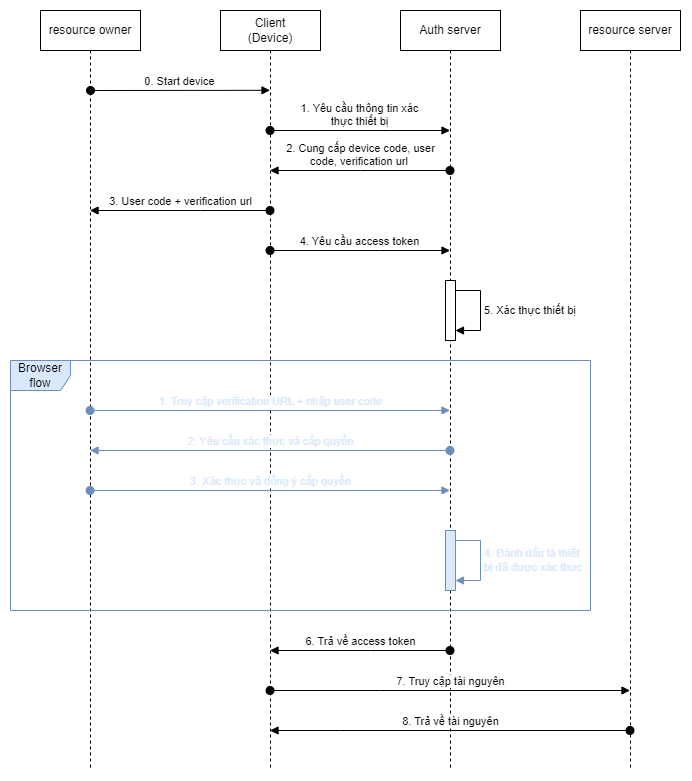 resource owner
Client
(Device)
Auth server
resource server
0. Start device
1. Yêu cầu thông tin xác
thực thiết bị
2. Cung cấp device code, user
code, verification url
3. User code + verification url
4. Yêu cầu access token
5. Xác thực thiết bị
Browser
flow
1. Truy cập verification URL + nhập user code
2. Yêu cầu xác thực và cấp quyền
3. Xác thực và đồng ý cấp quyền
4. Đánh dấu là thiết
bị đã được xác thực
6. Trả về access token
7. Truy cập tài nguyên
8. Trả về tài nguyên